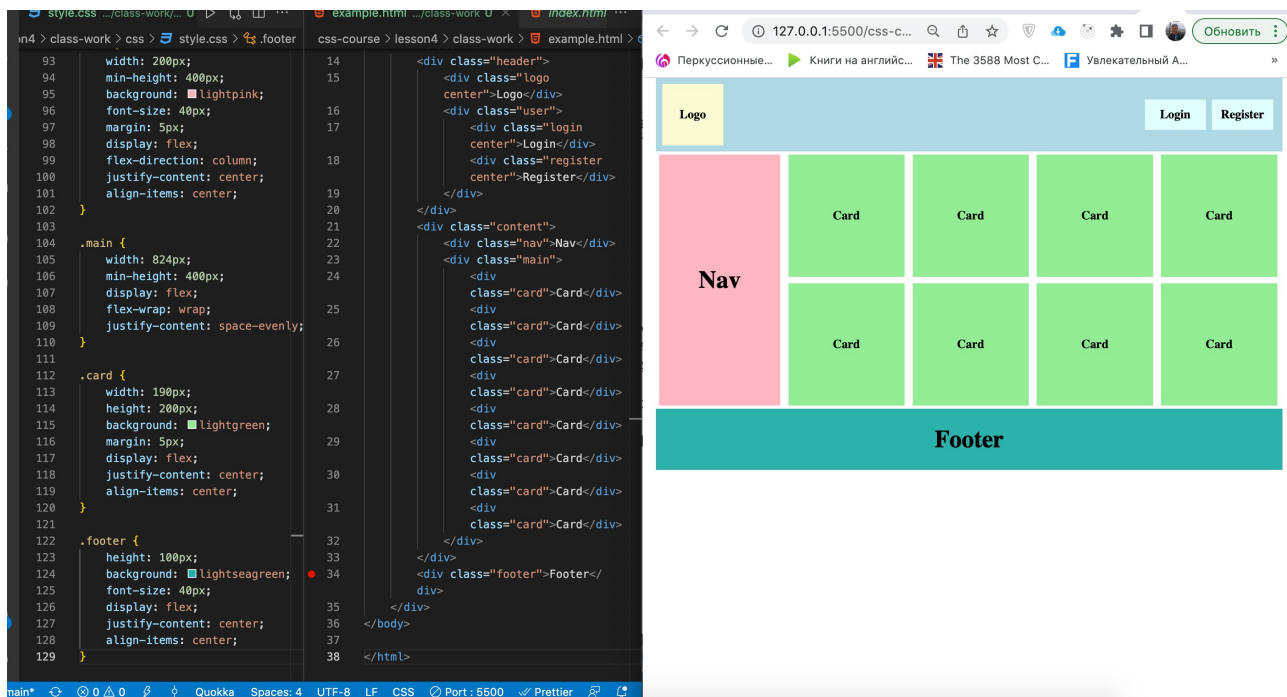 style.css .../class-work/... U
example.html .../class-work U
index.html ...
class-work > css > style.css > .footer
css-course > lesson4 > class-work > example.html >
93 width: 200px;
94 min-height: 400px;
95 background: lightpink;
96 font-size: 40px;
97 margin: 5px;
98 display: flex;
99 flex-direction: column;
100 justify-content: center;
101 align-items: center;
102 }
103
104 .main {
105 width: 824px;
106 min-height: 400px;
107 display: flex;
108 flex-wrap: wrap;
109 justify-content: space-evenly;
110 }
111
112 .card {
113 width: 190px;
114 height: 200px;
115 background: lightgreen;
116 margin: 5px;
117 display: flex;
118 justify-content: center;
119 align-items: center;
120 }
121
122 .footer {
123 height: 100px;
124 background: lightseagreen;
125 font-size: 40px;
126 display: flex;
127 justify-content: center;
128 align-items: center;
129 }
14 <div class="header">
15 <div class="logo
center">Logo</div>
16 <div class="user">
17 <div class="login
center">Login</div>
18 <div class="register
center">Register</div>
19 </div>
20 </div>
21 <div class="content">
22 <div class="nav">Nav</div>
23 <div class="main">
24 <div
class="card">Card</div>
25 <div
class="card">Card</div>
26 <div
class="card">Card</div>
27 <div
class="card">Card</div>
28 <div
class="card">Card</div>
29 <div
class="card">Card</div>
30 <div
class="card">Card</div>
31 <div
class="card">Card</div>
32 </div>
33 </div>
34 <div class="footer">Footer</
div>
35 </div>
36 </body>
37
38 </html>
main* 0 0 Quokka Spaces: 4 UTF-8 LF CSS Port : 5500 Prettier
127.0.0.1:5500/css-c... Обновить
Перкуссионные... Книги на английс... The 3588 Most C... Увлекательный А... »
Logo Login Register
Nav
Card Card Card Card
Card Card Card Card
Footer